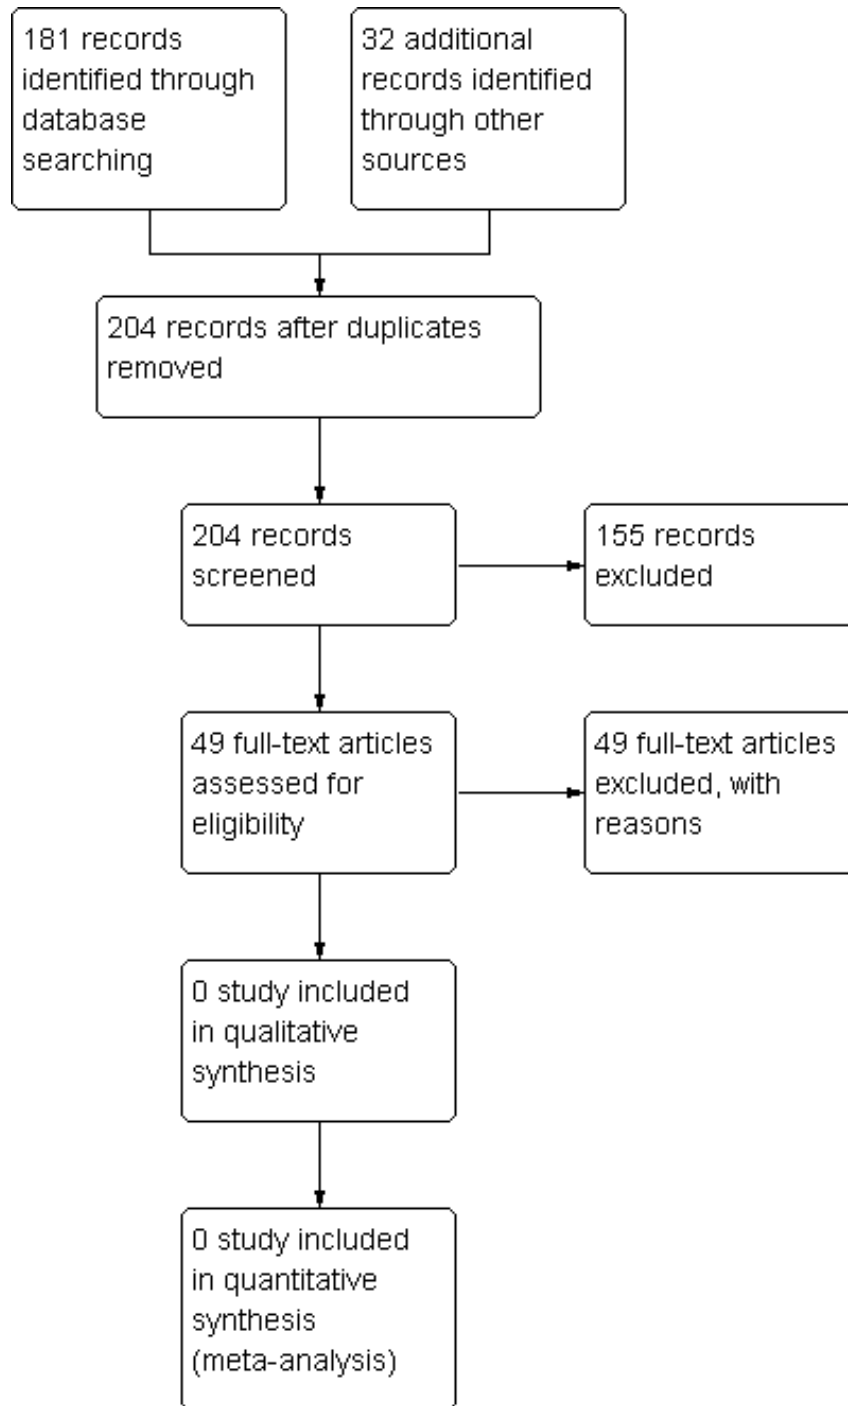 181 records
identified through
database
searching
32 additional
records identified
through other
sources
204 records after duplicates
removed
204 records
screened
155 records
excluded
49 full-text articles
assessed for
eligibility
49 full-text articles
excluded, with
reasons
0 study included
in qualitative
synthesis
0 study included
in quantitative
synthesis
(meta-analysis)